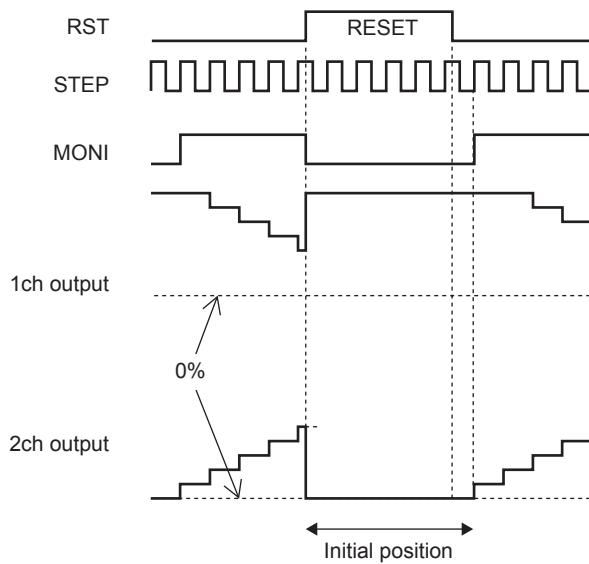 RST
RESET
STEP
MONI
1ch output
0%
2ch output
Initial position